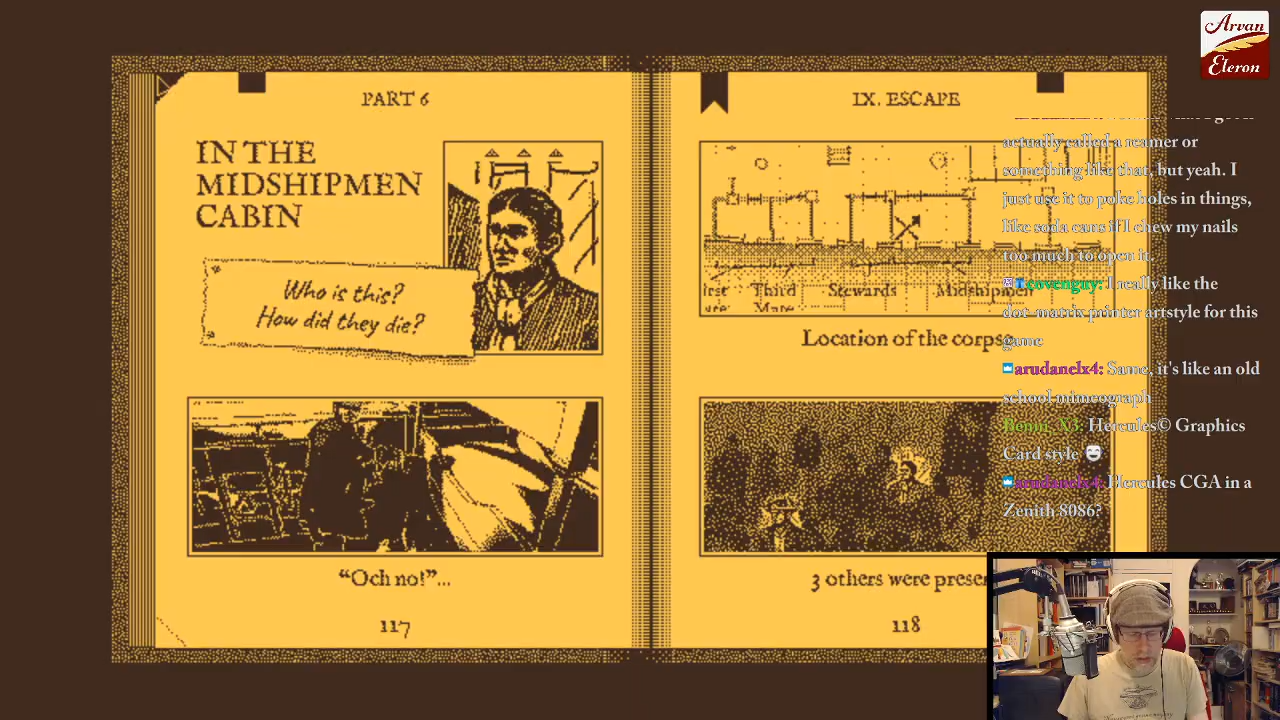 Arvan
Eleron
PART 6
IX. ESCAPE
IN THE
MIDSHIPMEN
CABIN
Who is this?
How did they die?
Third
Mate
Stewards
Midshipmen
Location of the corpse
“Och no!”...
3 others were present
117
118
actually called a reamer or
something like that, but yeah. I
just use it to poke holes in things,
like soda cans if I chew my nails
too much to open it.
covenguy: I really like the
dot-matrix printer artstyle for this
game
arudanelx4: Same, it's like an old
school mimeograph
Hercules© Graphics
Card style
arudanelx4: Hercules CGA in a
Zenith 8086?